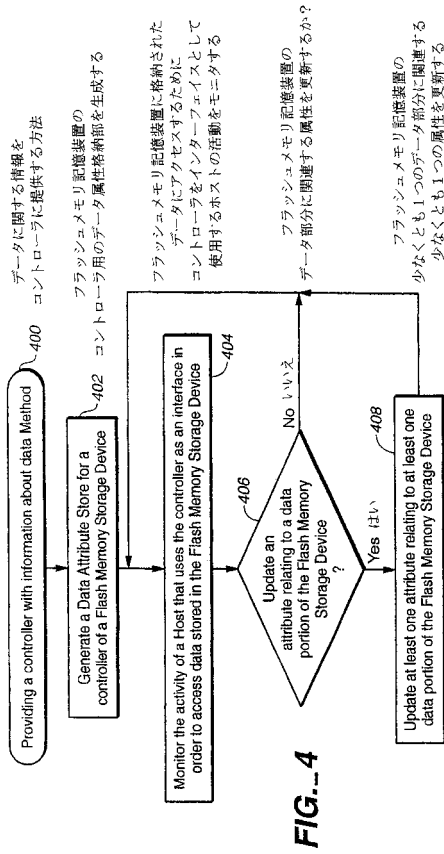 データに関する情報を
コントローラに提供する方法
400
Providing a controller with information about data Method
フラッシュメモリ記憶装置の
コントローラ用のデータ属性格納部を生成する
402
Generate a Data Attribute Store for a
controller of a Flash Memory Storage Device
フラッシュメモリ記憶装置に格納された
データにアクセスするために
コントローラをインターフェイスとして
使用するホストの活動をモニタする
404
Monitor the activity of a Host that uses the controller as an interface in
order to access data stored in the Flash Memory Storage Device
フラッシュメモリ記憶装置の
データ部分に関連する属性を更新するか?
406
Update an
attribute relating to a data
portion of the Flash Memory
Storage Device
?
No いいえ
Yes はい
フラッシュメモリ記憶装置の
少なくとも1つのデータ部分に関連する
少なくとも1つの属性を更新する
408
Update at least one attribute relating to at least one
data portion of the Flash Memory Storage Device
FIG._4